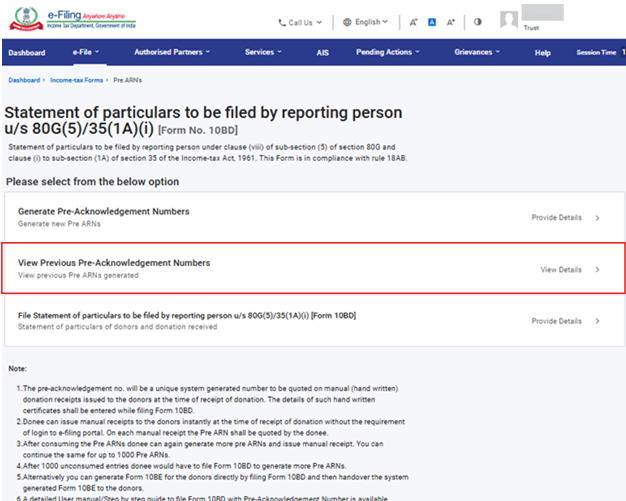 e-Filing Anywhere Anytime
Income Tax Department, Government of India
Call Us
English
A-
A
A+
Trust
Dashboard
e-File
Authorised Partners
Services
AIS
Pending Actions
Grievances
Help
Session Time 1
Dashboard > Income-tax Forms > Pre ARN's
Statement of particulars to be filed by reporting person
u/s 80G(5)/35(1A)(i) [Form No. 10BD]
Statement of particulars to be filed by reporting person under clause (viii) of sub-section (5) of section 80G and
clause (i) to sub-section (1A) of section 35 of the Income-tax Act, 1961. This Form is in compliance with rule 18AB.
Please select from the below option
Generate Pre-Acknowledgement Numbers
Generate new Pre ARNs
Provide Details >
View Previous Pre-Acknowledgement Numbers
View previous Pre ARNs generated
View Details >
File Statement of particulars to be filed by reporting person u/s 80G(5)/35(1A)(i) [Form 10BD]
Statement of particulars of donors and donation received
Provide Details >
Note:
1.The pre-acknowledgement no. will be a unique system generated number to be quoted on manual (hand written)
donation receipts issued to the donors at the time of receipt of donation. The details of such hand written
certificates shall be entered while filing Form 10BD.
2.Donee can issue manual receipts to the donors instantly at the time of receipt of donation without the requirement
of login to e-filing portal. On each manual receipt the Pre ARN shall be quoted by the donee.
3.After consuming the Pre ARNs donee can again generate more pre ARNs and issue manual receipt. You can
continue the same for up to 1000 Pre ARNs.
4.After 1000 unconsumed entries donee would have to file Form 10BD to generate more Pre ARNs.
5.Alternatively you can generate Form 10BE for the donors directly by filing Form 10BD and then handover the system
generated Form 10BE to the donors.
6.A detailed User manual/Step by step guide to file Form 10BD with Pre-Acknowledgement Number is available